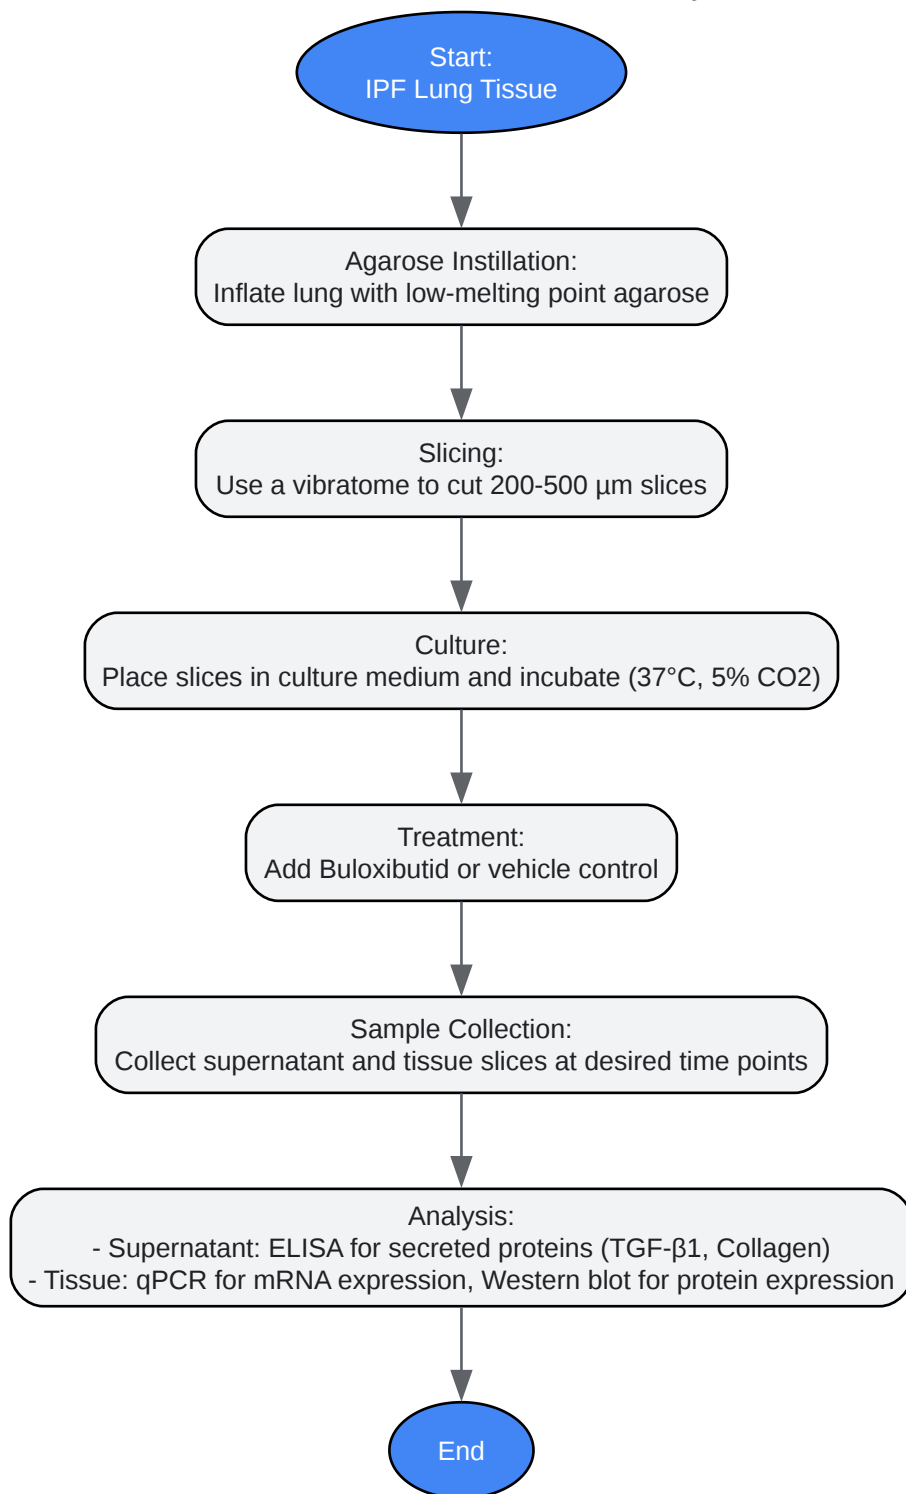 Start:
IPF Lung Tissue
Agarose Instillation:
Inflate lung with low-melting point agarose
Slicing:
Use a vibratome to cut 200-500 µm slices
Culture:
Place slices in culture medium and incubate (37°C, 5% CO2)
Treatment:
Add Buloxibutid or vehicle control
Sample Collection:
Collect supernatant and tissue slices at desired time points
Analysis:
- Supernatant: ELISA for secreted proteins (TGF-β1, Collagen)
- Tissue: qPCR for mRNA expression, Western blot for protein expression
End